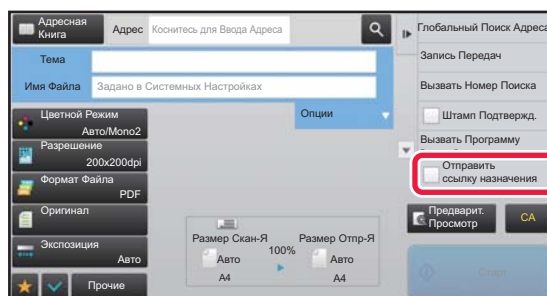 Адресная
Книга
Адрес
Коснитесь для Ввода Адреса
Тема
Имя Файла
Задано в Системных Настройках
Опции
Цветной Режим
Авто/Mono2
Разрешение
200x200dpi
Формат Файла
PDF
Оригинал
Экспозиция
Авто
Прочие
Размер Скан-Я
Авто
A4
100%
Размер Отпр-Я
Авто
A4
Глобальный Поиск Адреса
Запись Передач
Вызвать Номер Поиска
Штамп Подтвержд.
Вызвать Программу
Отправить
ссылку назначения
Предварит.
Просмотр
CA
Старт